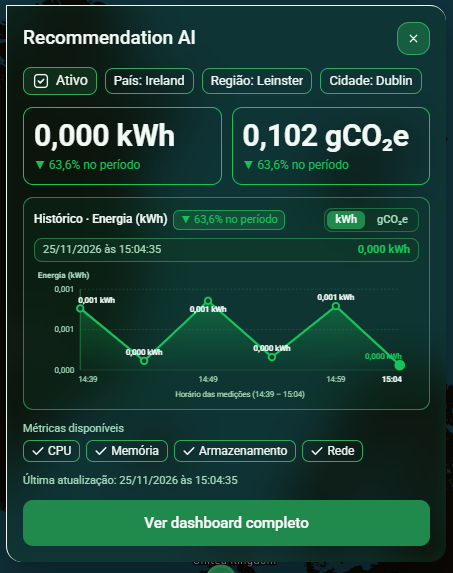 Recommendation AI
Ativo
País: Ireland
Região: Leinster
Cidade: Dublin
0,000 kWh
▼ 63,6% no período
0,102 gCO₂e
▼ 63,6% no período
Histórico · Energia (kWh)
▼ 63,6% no período
kWh
gCO₂e
25/11/2026 às 15:04:35
0,000 kWh
Energia (kWh)
0,001
0,001
0,000
0,001 kWh
0,000 kWh
0,001 kWh
0,000 kWh
0,001 kWh
0,000 kWh
14:39
14:49
14:59
15:04
Horário das medições (14:39 – 15:04)
Métricas disponíveis
CPU
Memória
Armazenamento
Rede
Última atualização: 25/11/2026 às 15:04:35
Ver dashboard completo
United Kingdom